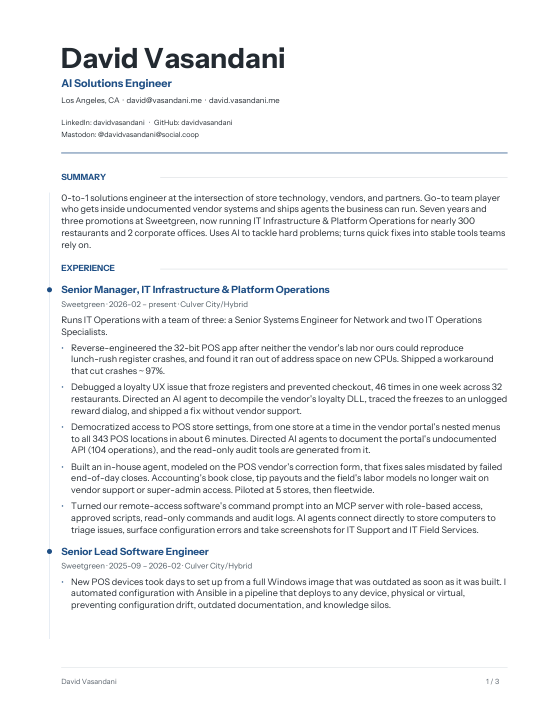 David Vasandani
AI Solutions Engineer
Los Angeles, CA · david@vasandani.me · david.vasandani.me
LinkedIn: davidvasandani · GitHub: davidvasandani
Mastodon: @davidvasandani@social.coop
SUMMARY
0-to-1 solutions engineer at the intersection of store technology, vendors, and partners. Go-to team player
who gets inside undocumented vendor systems and ships agents the business can run. Seven years and
three promotions at Sweetgreen, now running IT Infrastructure & Platform Operations for nearly 300
restaurants and 2 corporate offices. Uses AI to tackle hard problems; turns quick fixes into stable tools teams
rely on.
EXPERIENCE
Senior Manager, IT Infrastructure & Platform Operations
Sweetgreen · 2026-02 – present · Culver City/Hybrid
Runs IT Operations with a team of three: a Senior Systems Engineer for Network and two IT Operations
Specialists.
· Reverse-engineered the 32-bit POS app after neither the vendor's lab nor ours could reproduce
lunch-rush register crashes, and found it ran out of address space on new CPUs. Shipped a workaround
that cut crashes ~ 97%.
· Debugged a loyalty UX issue that froze registers and prevented checkout, 46 times in one week across 32
restaurants. Directed an AI agent to decompile the vendor's loyalty DLL, traced the freezes to an unlogged
reward dialog, and shipped a fix without vendor support.
· Democratized access to POS store settings, from one store at a time in the vendor portal's nested menus
to all 343 POS locations in about 6 minutes. Directed AI agents to document the portal's undocumented
API (104 operations), and the read-only audit tools are generated from it.
· Built an in-house agent, modeled on the POS vendor's correction form, that fixes sales misdated by failed
end-of-day closes. Accounting's book close, tip payouts and the field's labor models no longer wait on
vendor support or super-admin access. Piloted at 5 stores, then fleetwide.
· Turned our remote-access software's command prompt into an MCP server with role-based access,
approved scripts, read-only commands and audit logs. AI agents connect directly to store computers to
triage issues, surface configuration errors and take screenshots for IT Support and IT Field Services.
Senior Lead Software Engineer
Sweetgreen · 2025-09 – 2026-02 · Culver City/Hybrid
· New POS devices took days to set up from a full Windows image that was outdated as soon as it was built. I
automated configuration with Ansible in a pipeline that deploys to any device, physical or virtual,
preventing configuration drift, outdated documentation, and knowledge silos.
David Vasandani
1 / 3